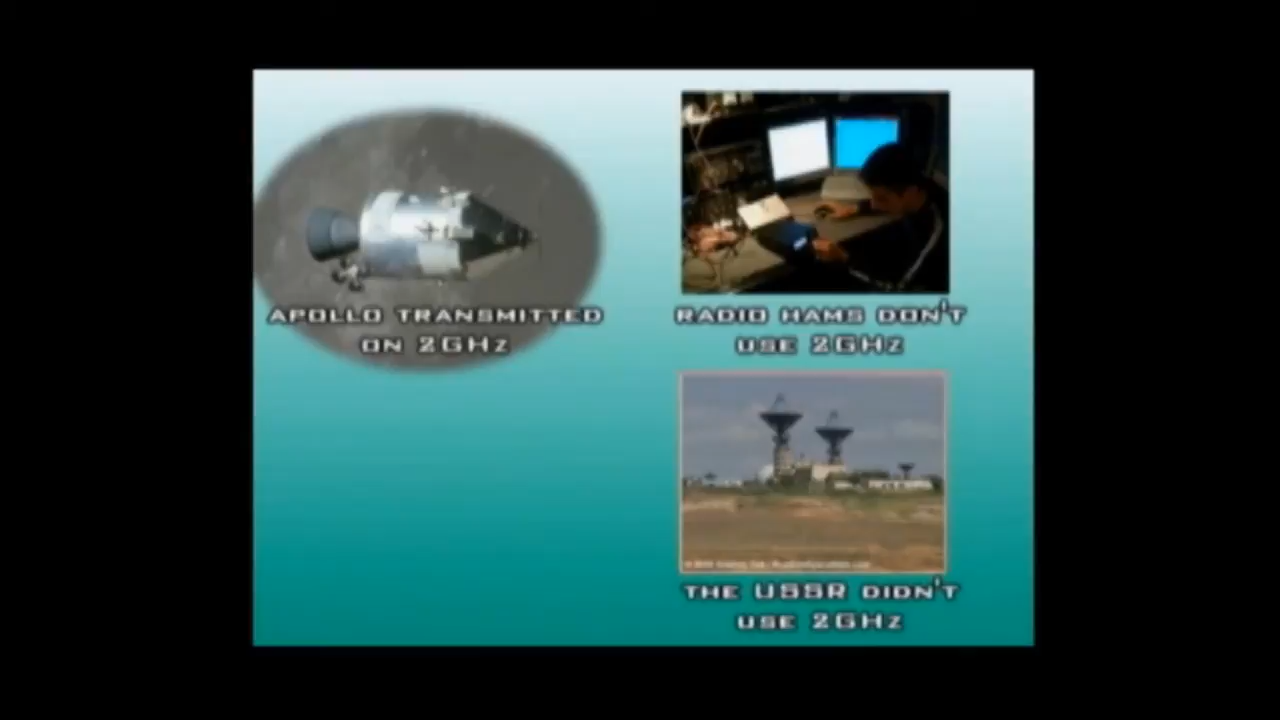 APOLLO TRANSMITTED
ON 2GHz
RADIO HAMS DON'T
USE 2GHz
THE USSR DIDN'T
USE 2GHz